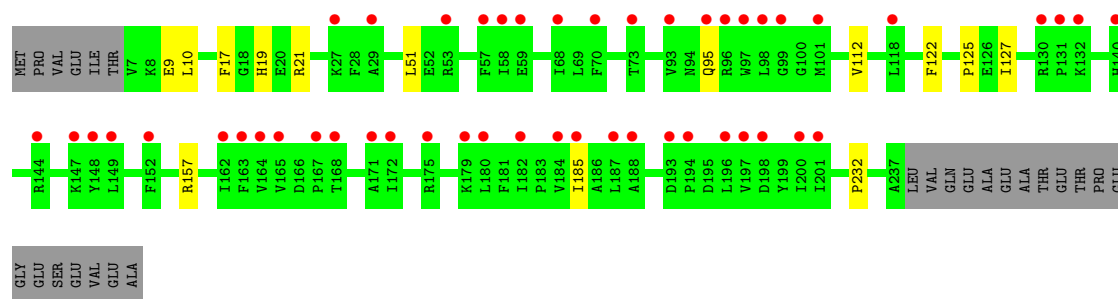 MET PRO VAL GLU ILE THR V7 K8 E9 L10 F17 G18 H19 E20 R21 K27 F28 A29 L51 E52 R53 F57 I58 E59 I68 L69 F70 T73 V93 N94 Q95 R96 W97 L98 G99 G100 M101 V112 L118 F122 P125 E126 I127 R130 P131 K132 H140
R144 K147 Y148 L149 F152 R157 I162 F163 V164 V165 D166 P167 T168 A171 I172 R175 K179 L180 F181 I182 P183 V184 I185 A186 L187 A188 D193 P194 D195 L196 V197 D198 Y199 I200 I201 P232 A237 LEU VAL GLN GLU ALA GLU ALA THR GLU THR PRO GLU
GLY GLU SER GLU VAL GLU ALA